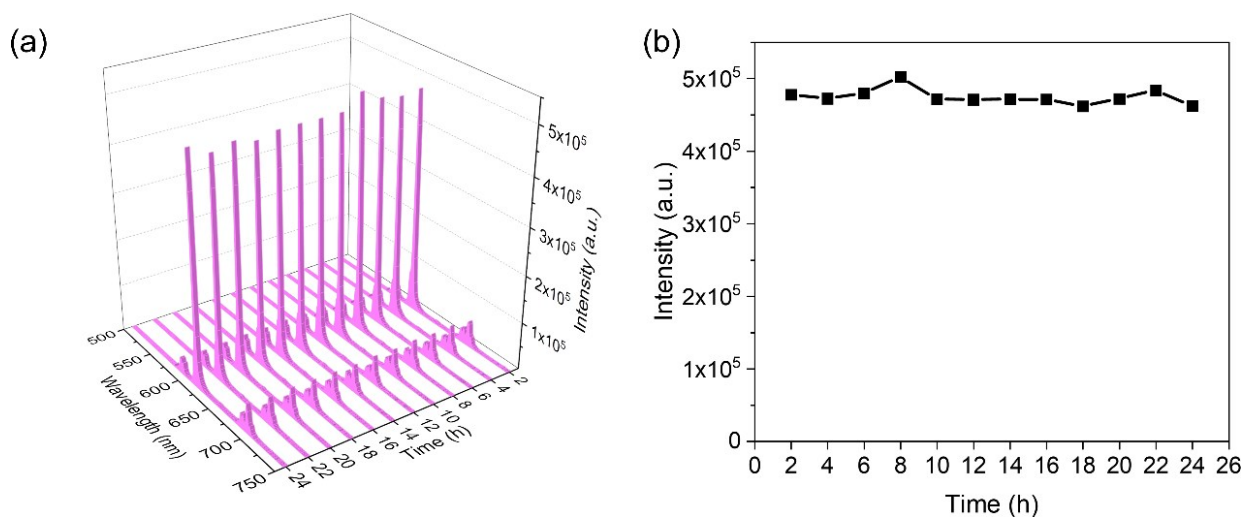 (a)
5x10⁵
4x10⁵
3x10⁵
2x10⁵
1x10⁵
Intensity (a.u.)
500
550
600
650
700
750
Wavelength (nm)
24
22
20
18
16
14
12
10
8
6
4
2
Time (h)
(b)
5x10⁵
4x10⁵
3x10⁵
2x10⁵
1x10⁵
0
Intensity (a.u.)
0 2 4 6 8 10 12 14 16 18 20 22 24 26
Time (h)